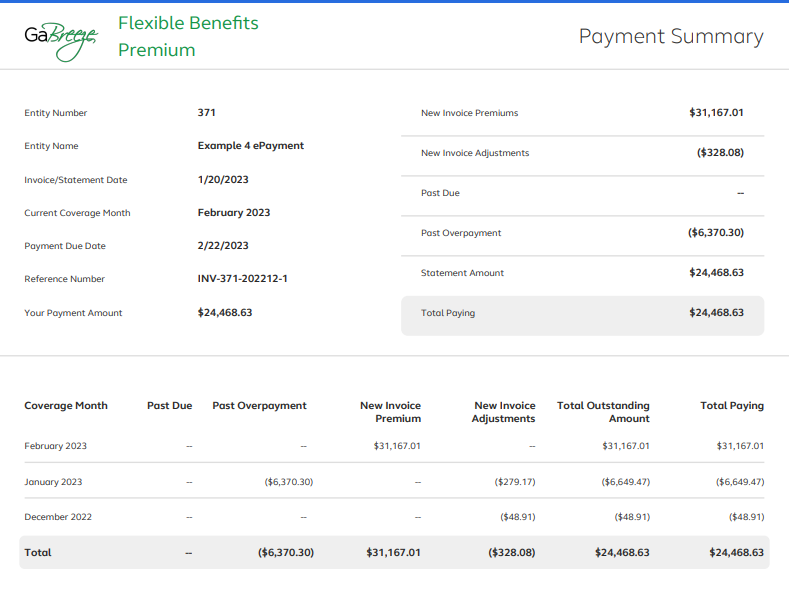 GaBreeze
Flexible Benefits
Premium
Payment Summary
Entity Number 371
Entity Name Example 4 ePayment
Invoice/Statement Date 1/20/2023
Current Coverage Month February 2023
Payment Due Date 2/22/2023
Reference Number INV-371-202212-1
Your Payment Amount $24,468.63
New Invoice Premiums $31,167.01
New Invoice Adjustments ($328.08)
Past Due --
Past Overpayment ($6,370.30)
Statement Amount $24,468.63
Total Paying $24,468.63
Coverage Month Past Due Past Overpayment New Invoice Premium New Invoice Adjustments Total Outstanding Amount Total Paying
February 2023 -- -- $31,167.01 -- $31,167.01 $31,167.01
January 2023 -- ($6,370.30) -- ($279.17) ($6,649.47) ($6,649.47)
December 2022 -- -- -- ($48.91) ($48.91) ($48.91)
Total -- ($6,370.30) $31,167.01 ($328.08) $24,468.63 $24,468.63